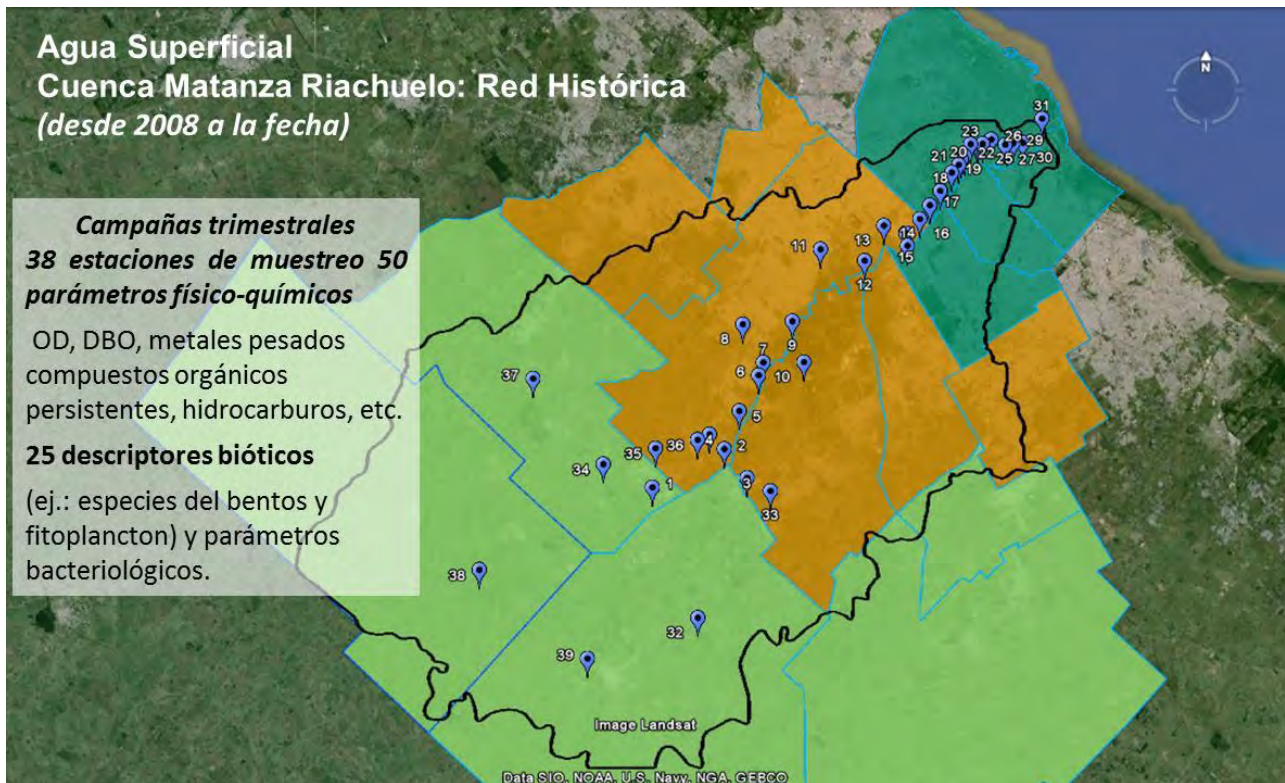 Agua Superficial
Cuenca Matanza Riachuelo: Red Histórica
(desde 2008 a la fecha)
N
Campañas trimestrales
38 estaciones de muestreo 50
parámetros físico-químicos
OD, DBO, metales pesados
compuestos orgánicos
persistentes, hidrocarburos, etc.
25 descriptores bióticos
(ej.: especies del bentos y
fitoplancton) y parámetros
bacteriológicos.
31
23
26
29
20
22
25
27
30
21
19
18
17
16
13
14
15
11
12
8
9
7
6
10
37
5
36
4
2
35
34
1
3
33
38
32
39
Image Landsat
Data SIO, NOAA, U.S. Navy, NGA, GEBCO